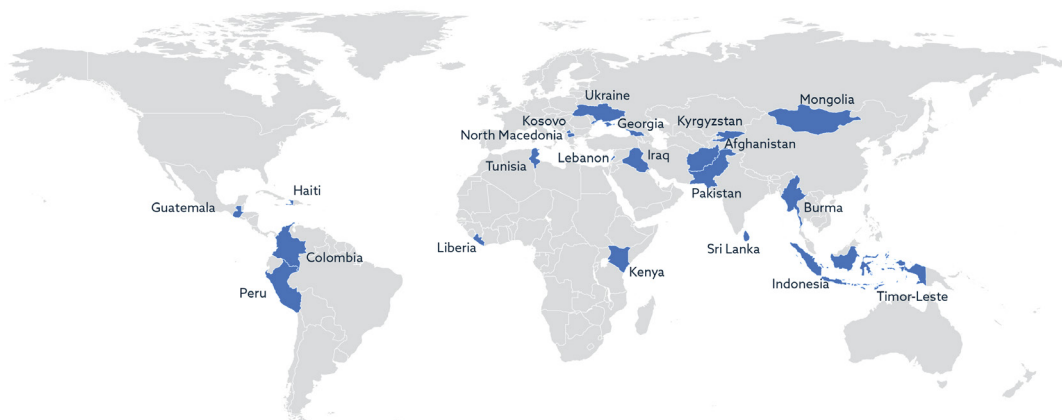 Ukraine
Mongolia
Kosovo
Georgia
Kyrgyzstan
North Macedonia
Afghanistan
Tunisia
Lebanon
Iraq
Pakistan
Haiti
Guatemala
Burma
Liberia
Sri Lanka
Colombia
Kenya
Indonesia
Peru
Timor-Leste